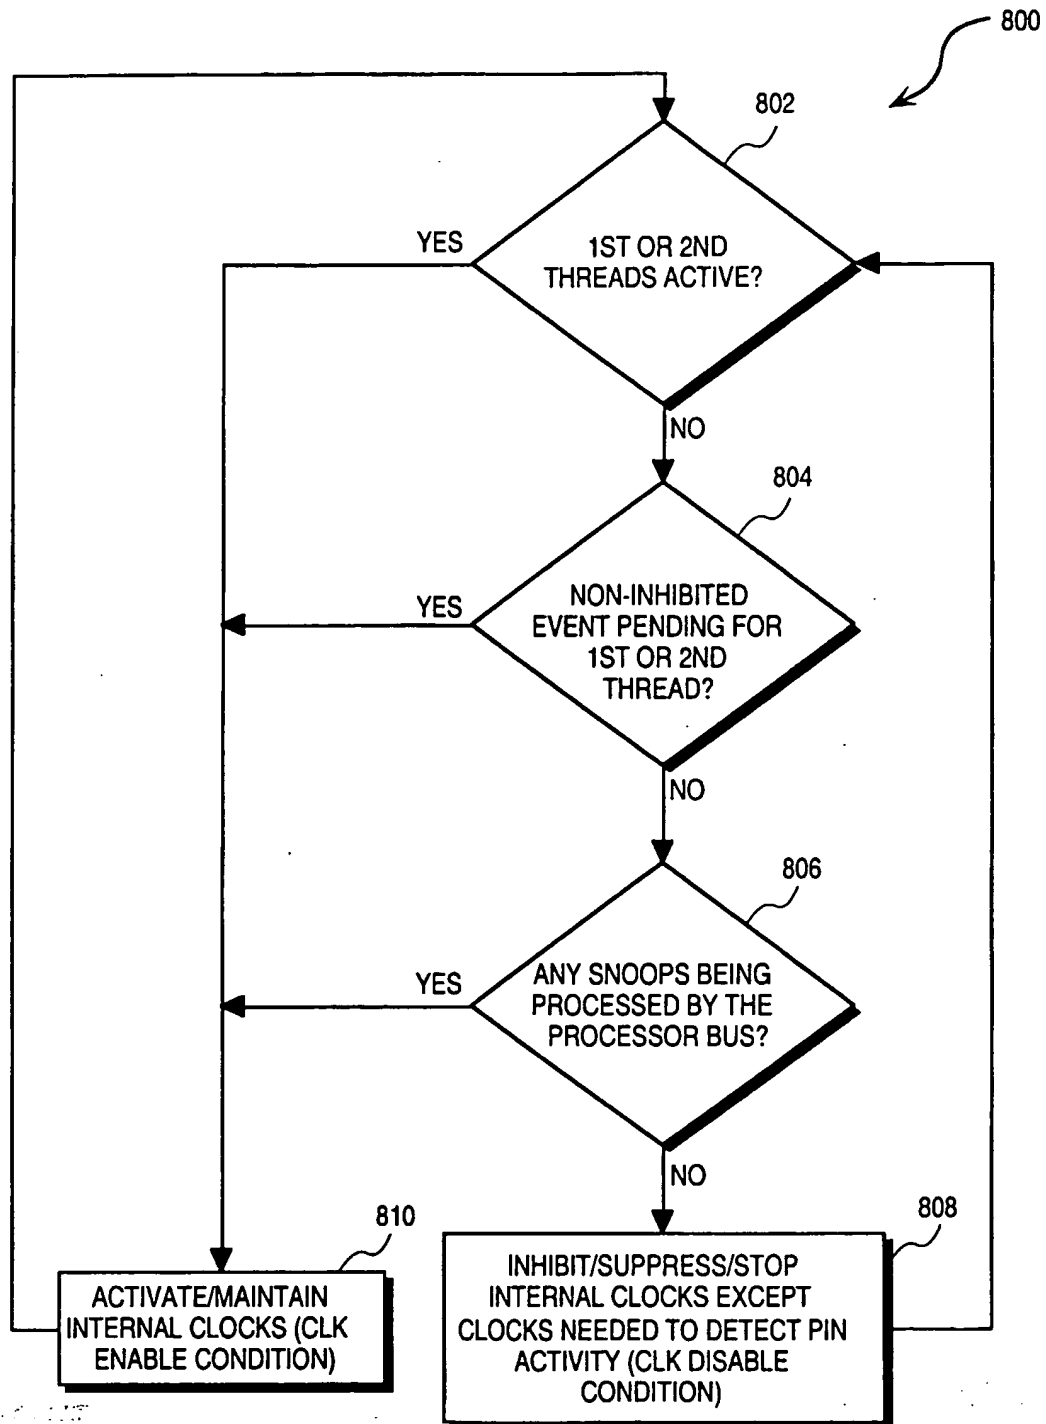 800
802
1ST OR 2ND
THREADS ACTIVE?
YES
NO
804
NON-INHIBITED
EVENT PENDING FOR
1ST OR 2ND
THREAD?
YES
NO
806
ANY SNOOPS BEING
PROCESSED BY THE
PROCESSOR BUS?
YES
NO
810
ACTIVATE/MAINTAIN
INTERNAL CLOCKS (CLK
ENABLE CONDITION)
808
INHIBIT/SUPPRESS/STOP
INTERNAL CLOCKS EXCEPT
CLOCKS NEEDED TO DETECT PIN
ACTIVITY (CLK DISABLE
CONDITION)